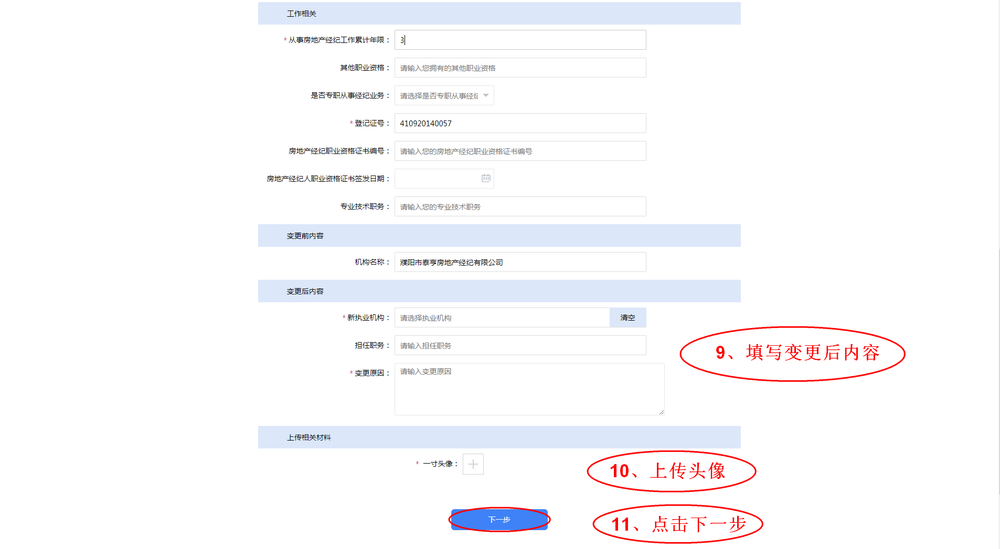 工作相关
* 从事房地产经纪工作累计年限： 3
其他职业资格： 请输入您拥有的其他职业资格
是否专职从事经纪业务： 请选择是否专职从事经纪
* 登记证号： 410920140057
房地产经纪职业资格证书编号： 请输入您的房地产经纪职业资格证书编号
房地产经纪人职业资格证书签发日期：
专业技术职务： 请输入您的专业技术职务
变更前内容
机构名称： 濮阳市泰亨房地产经纪有限公司
变更后内容
* 新执业机构： 请选择执业机构 清空
担任职务： 请输入担任职务
9、填写变更后内容
* 变更原因： 请输入变更原因
上传相关材料
* 一寸头像：
10、上传头像
下一步
11、点击下一步